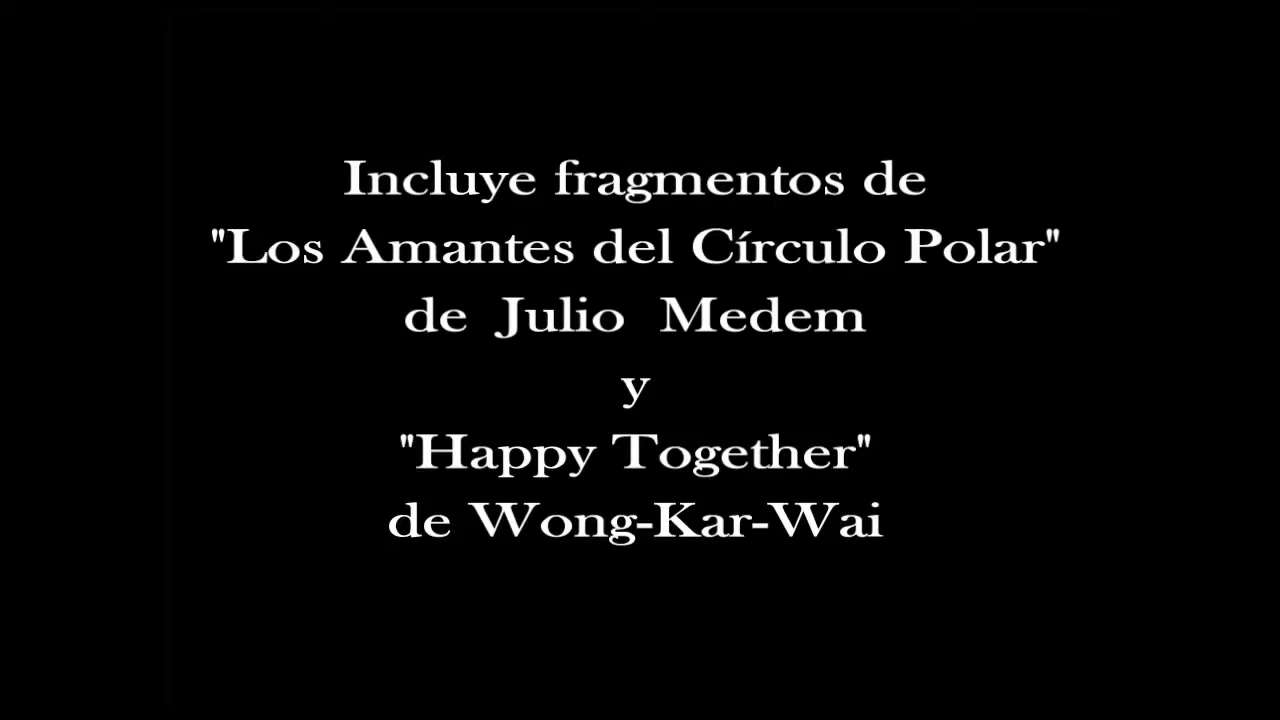 Incluye fragmentos de
"Los Amantes del Círculo Polar"
de Julio Medem
y
"Happy Together"
de Wong-Kar-Wai